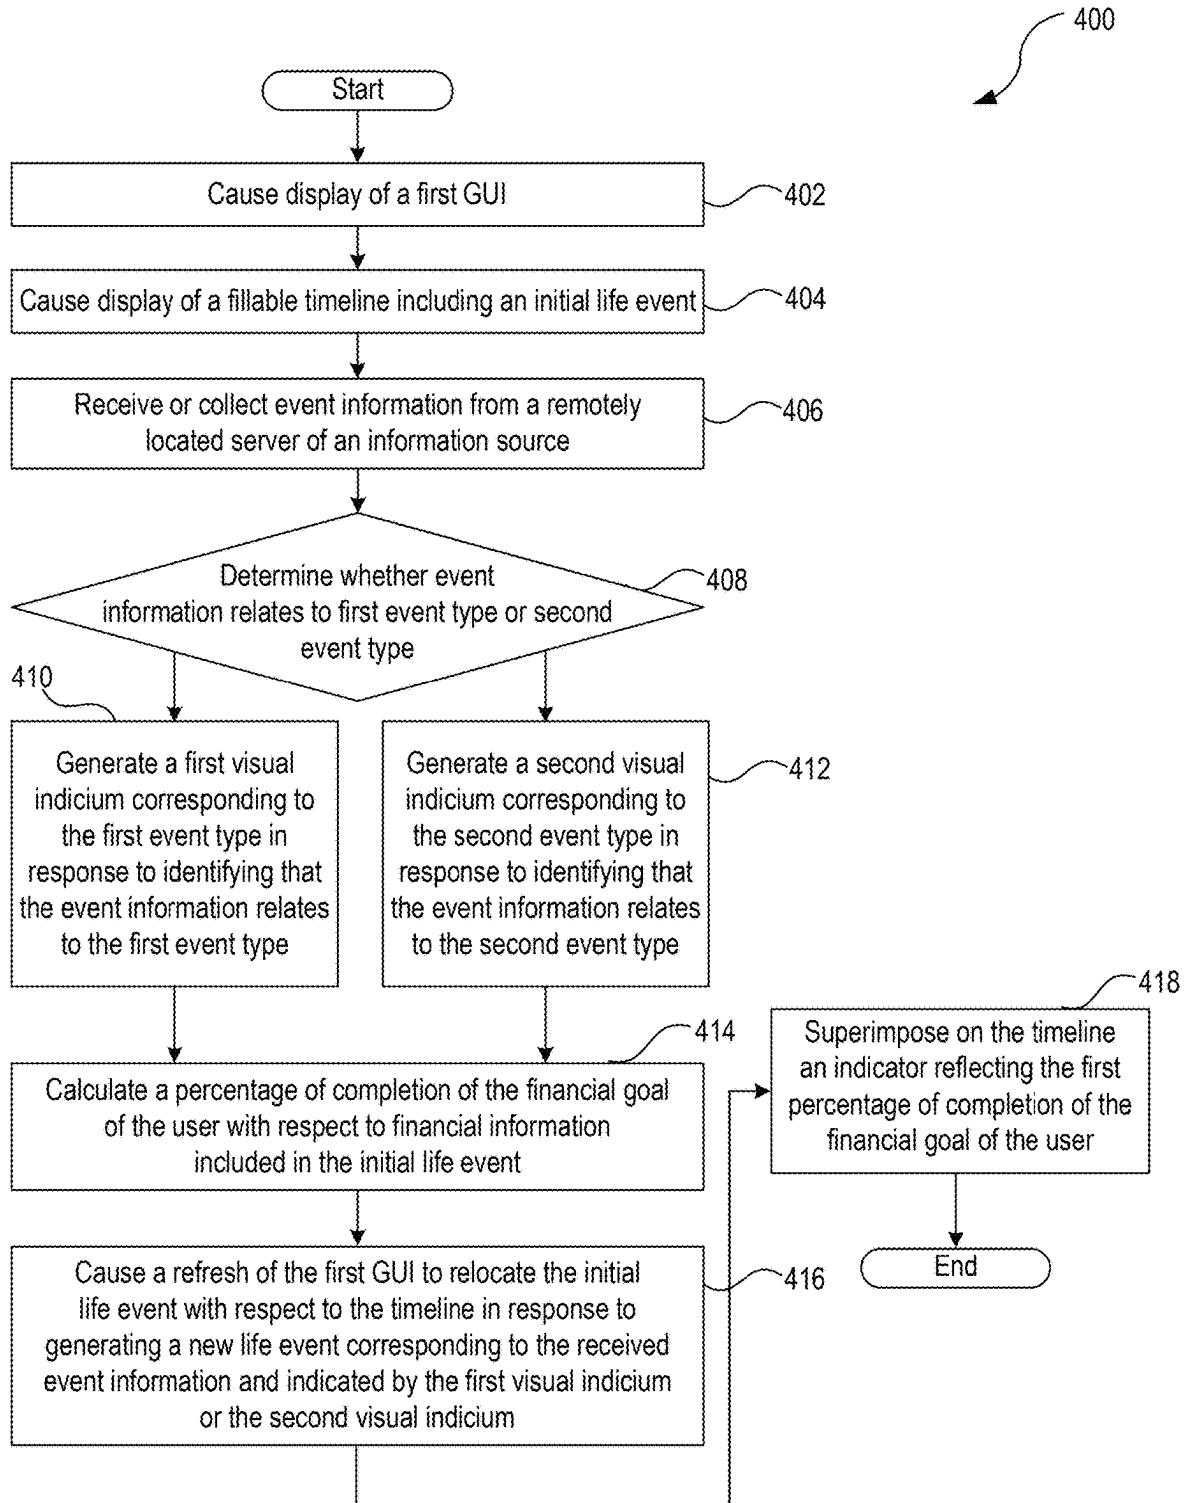 400
Start
Cause display of a first GUI
402
Cause display of a fillable timeline including an initial life event
404
Receive or collect event information from a remotely
located server of an information source
406
Determine whether event
information relates to first event type or second
event type
408
410
Generate a first visual
indicium corresponding to
the first event type in
response to identifying that
the event information relates
to the first event type
Generate a second visual
indicium corresponding to
the second event type in
response to identifying that
the event information relates
to the second event type
412
414
Calculate a percentage of completion of the financial goal
of the user with respect to financial information
included in the initial life event
Cause a refresh of the first GUI to relocate the initial
life event with respect to the timeline in response to
generating a new life event corresponding to the received
event information and indicated by the first visual indicium
or the second visual indicium
416
418
Superimpose on the timeline
an indicator reflecting the first
percentage of completion of the
financial goal of the user
End